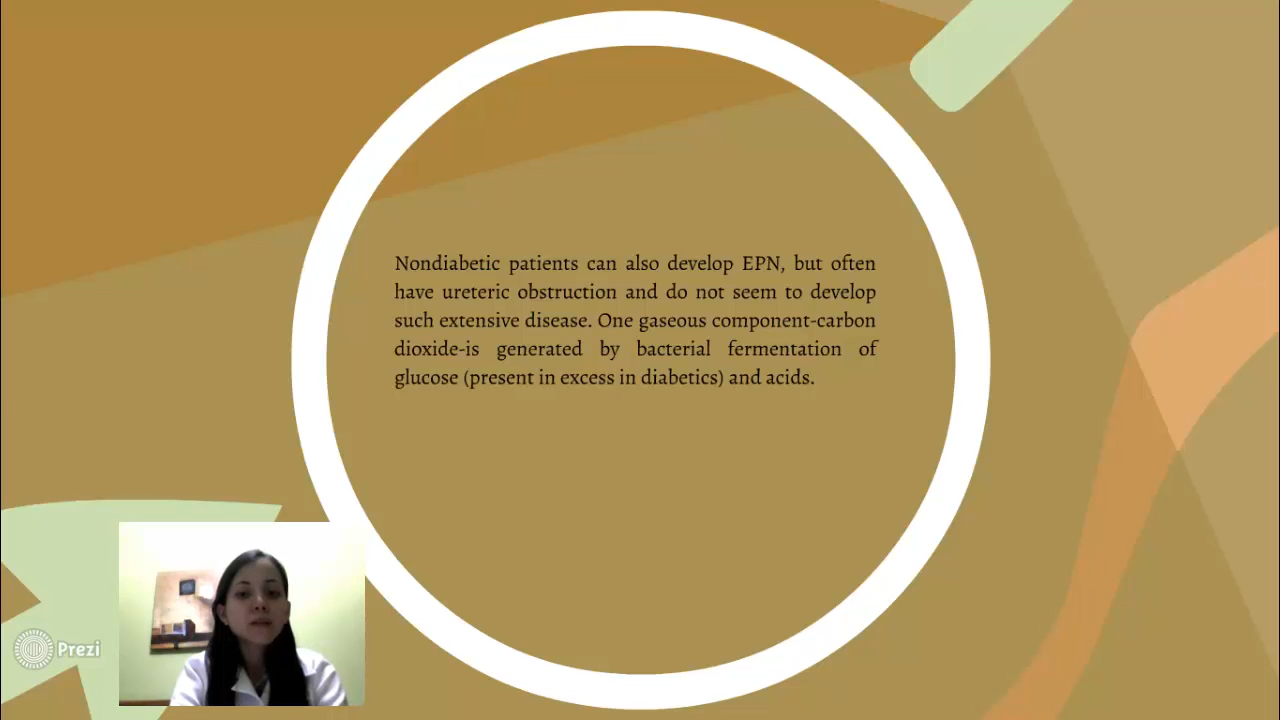 Nondiabetic patients can also develop EPN, but often
have ureteric obstruction and do not seem to develop
such extensive disease. One gaseous component-carbon
dioxide-is generated by bacterial fermentation of
glucose (present in excess in diabetics) and acids.
Prezi